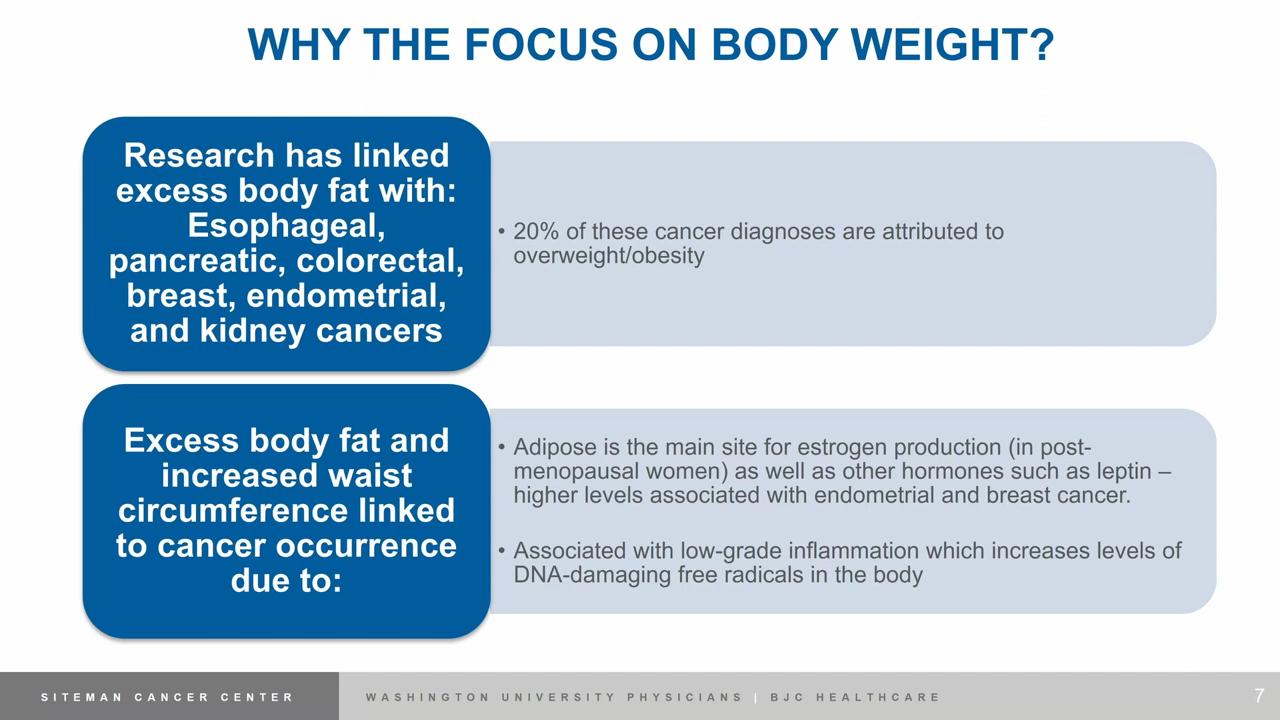 WHY THE FOCUS ON BODY WEIGHT?
Research has linked
excess body fat with:
Esophageal,
pancreatic, colorectal,
breast, endometrial,
and kidney cancers
• 20% of these cancer diagnoses are attributed to
overweight/obesity
Excess body fat and
increased waist
circumference linked
to cancer occurrence
due to:
• Adipose is the main site for estrogen production (in post-
menopausal women) as well as other hormones such as leptin –
higher levels associated with endometrial and breast cancer.
• Associated with low-grade inflammation which increases levels of
DNA-damaging free radicals in the body
SITEMAN CANCER CENTER
WASHINGTON UNIVERSITY PHYSICIANS | BJC HEALTHCARE
7